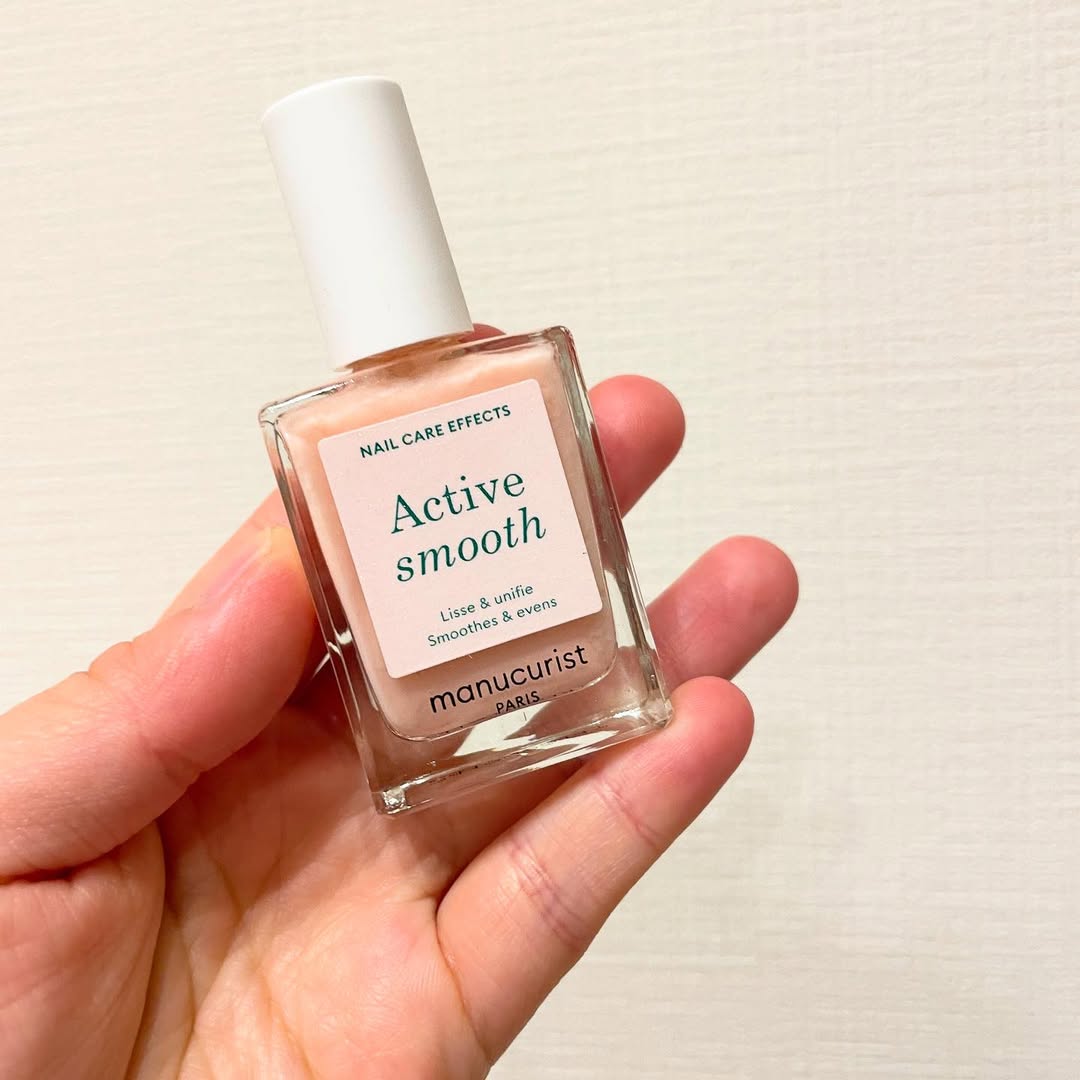 NAIL CARE EFFECTS
Active
smooth
Lisse & unifie
Smoothes & evens
manucurist
PARIS